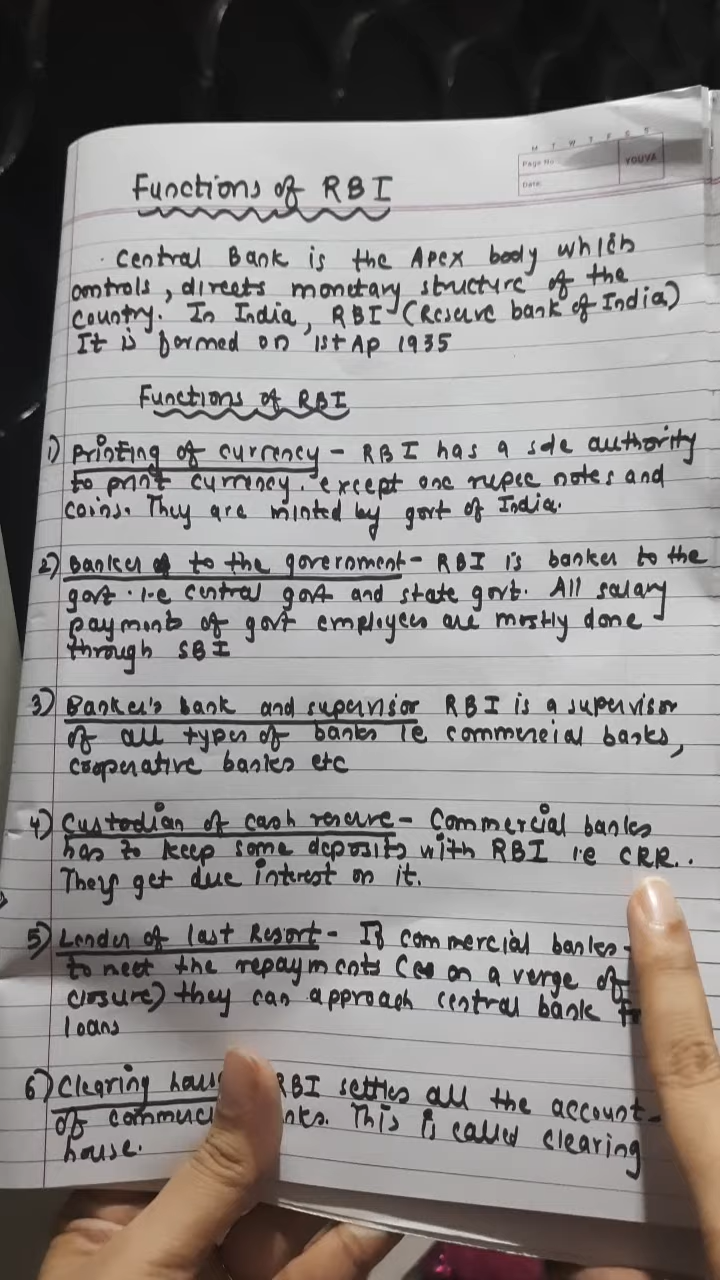 M T W T F S S
Page No.
YOUVA
Date:
Functions of RBI
. Central Bank is the Apex body which
controls, directs monetary structure of the
country. In India, RBI (Reserve bank of India)
It is formed on 1st Ap 1935
Functions of RBI
1) Printing of currency - RBI has a sole authority
to print currency. except one rupee notes and
coins. They are minted by govt of India.
2) Banker to the government - RBI is banker to the
govt. i.e central govt and state govt. All salary
payments of govt employees are mostly done
through SBI
3) Banker's bank and supervisor RBI is a supervisor
of all types of banks ie commercial banks,
cooperative banks etc
4) Custodian of cash reserve - Commercial banks
has to keep some deposits with RBI ie CRR..
They get due interest on it.
5) Lender of last Resort - If commercial banks
to meet the repayments ( on a verge of
closure) they can approach central bank
loans
6) Clearing RBI settles all the account
of This is called clearing
house.